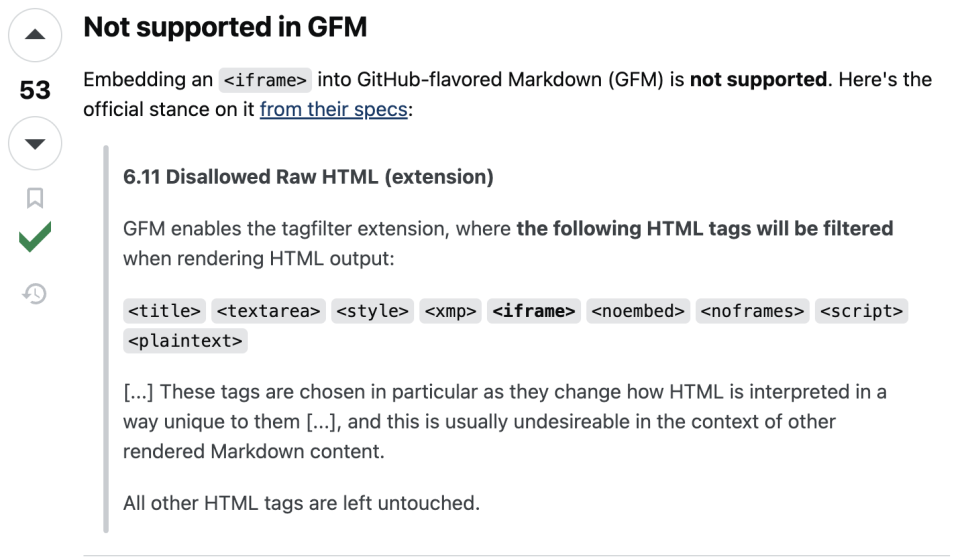 Not supported in GFM
53
Embedding an <iframe> into GitHub-flavored Markdown (GFM) is not supported. Here's the
official stance on it from their specs:
6.11 Disallowed Raw HTML (extension)
GFM enables the tagfilter extension, where the following HTML tags will be filtered
when rendering HTML output:
<title> <textarea> <style> <xmp> <iframe> <noembed> <noframes> <script>
<plaintext>
[...] These tags are chosen in particular as they change how HTML is interpreted in a
way unique to them [...], and this is usually undesireable in the context of other
rendered Markdown content.
All other HTML tags are left untouched.